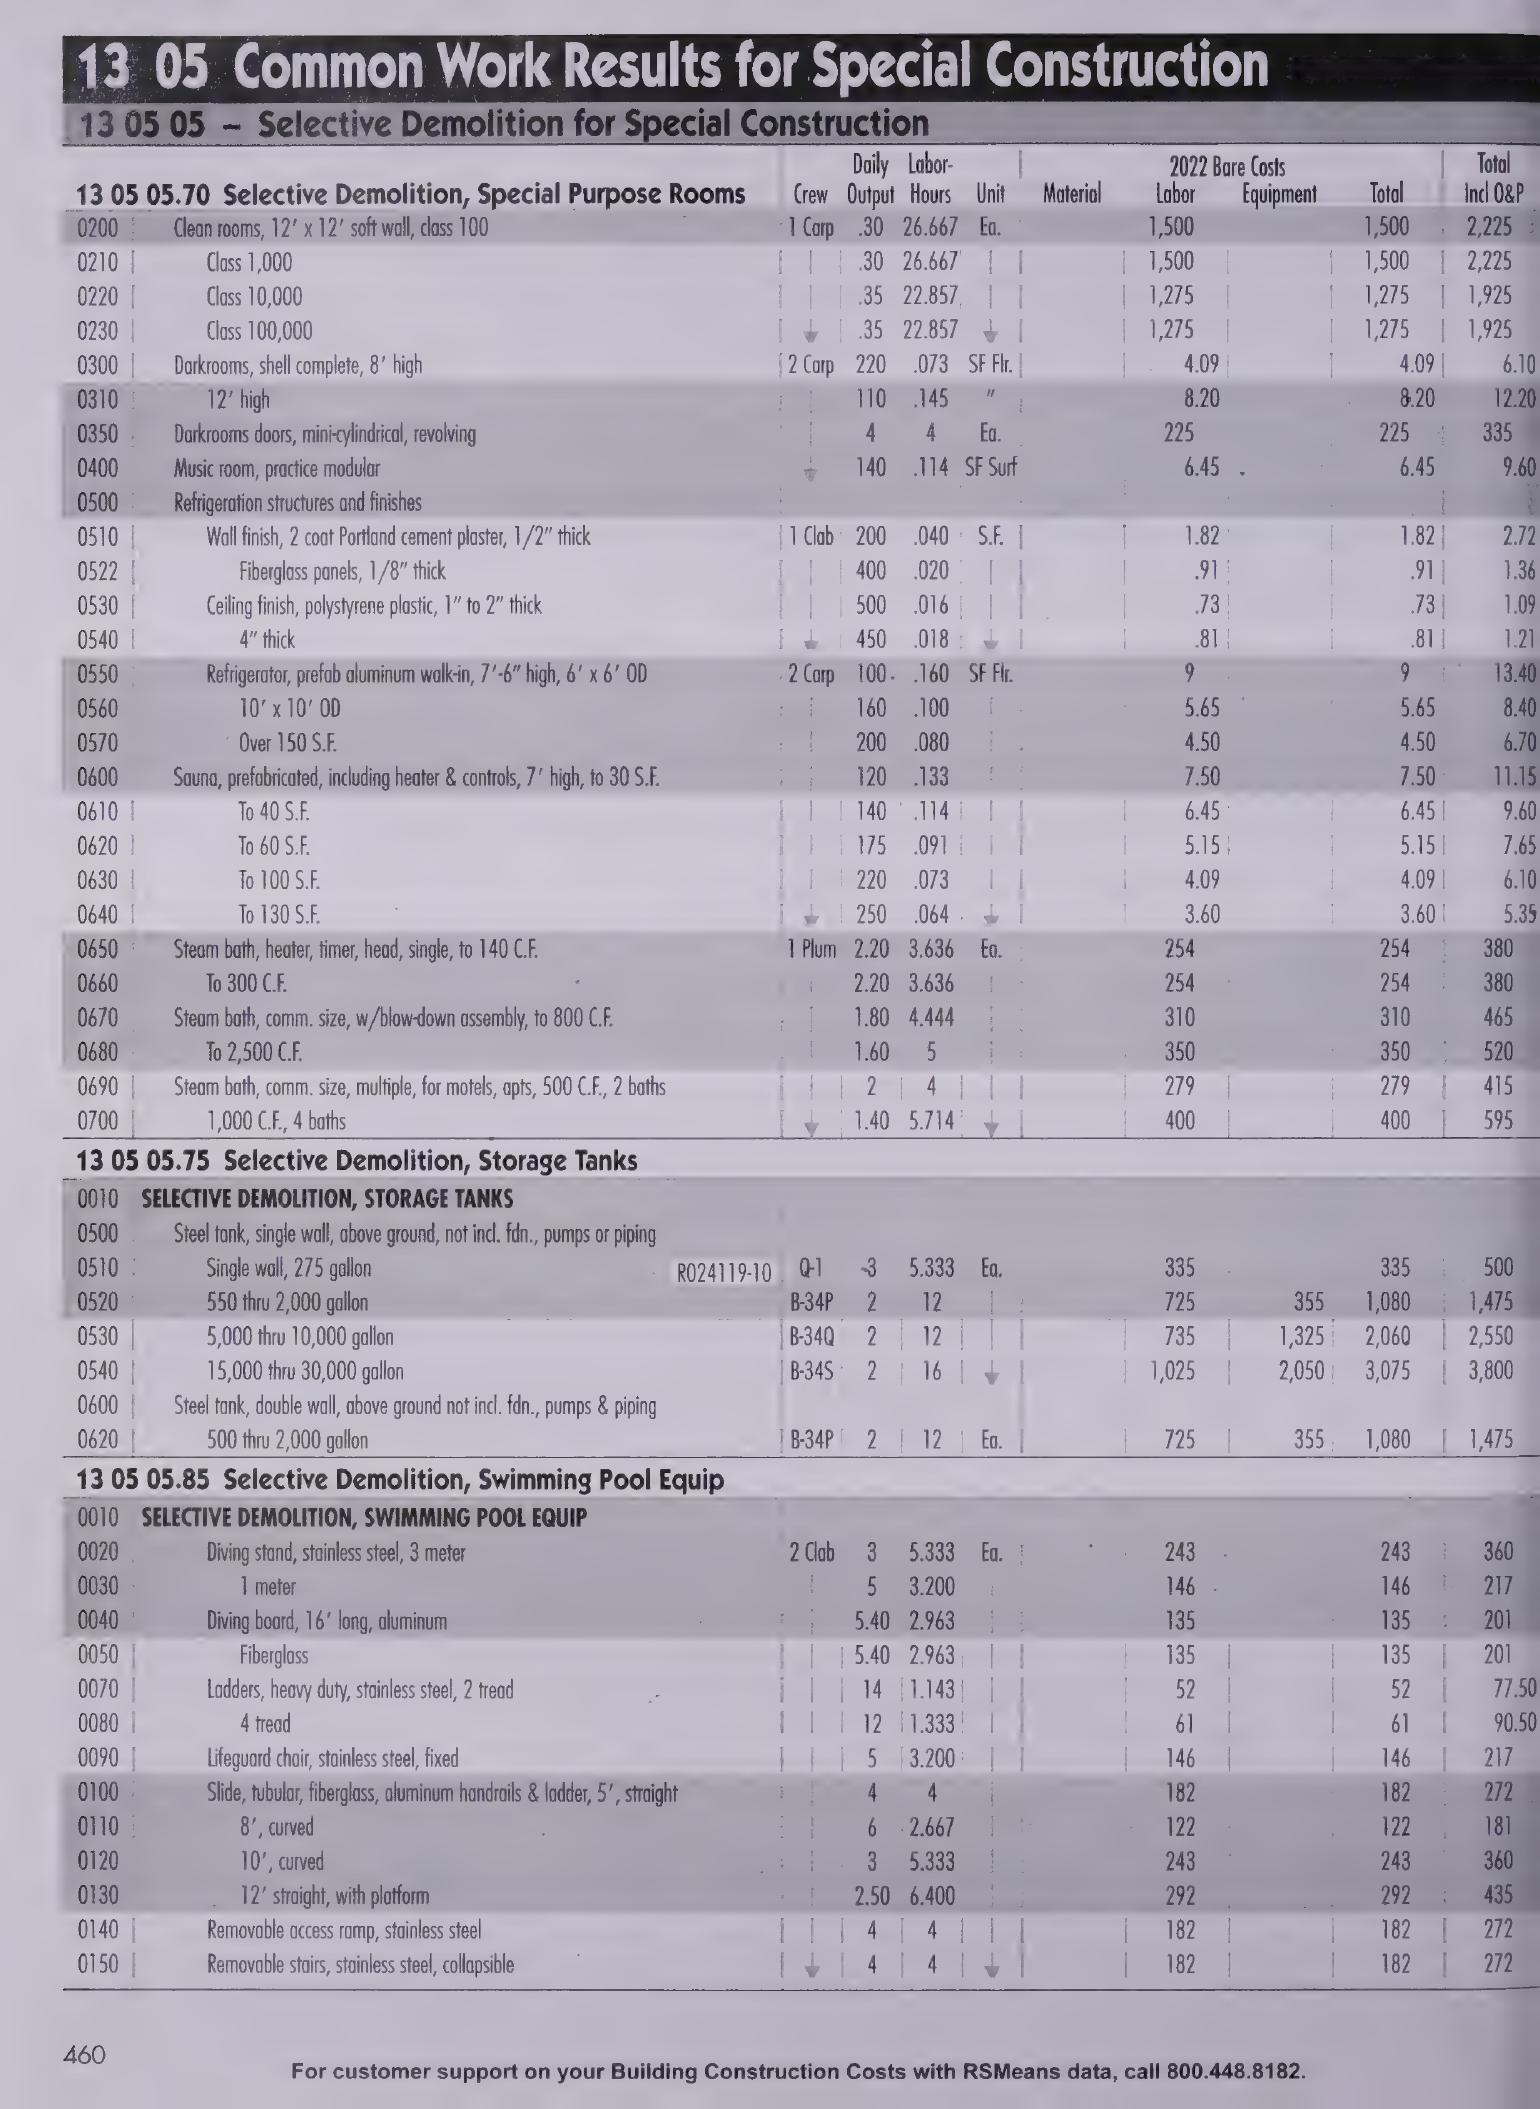 13 05 Common Work Results for Special Construction
13 05 05 – Selective Demolition for Special Construction
Daily Labor- 2022 Bare Costs Total
13 05 05.70 Selective Demolition, Special Purpose Rooms Crew Output Hours Unit Material Labor Equipment Total Incl O&P
0200 Clean rooms, 12' x 12' soft wall, class 100 1 Carp .30 26.667 Ea. 1,500 1,500 2,225
0210 Class 1,000 .30 26.667 1,500 1,500 2,225
0220 Class 10,000 .35 22.857 1,275 1,275 1,925
0230 Class 100,000 .35 22.857 1,275 1,275 1,925
0300 Darkrooms, shell complete, 8' high 2 Carp 220 .073 SF Flr. 4.09 4.09 6.10
0310 12' high 110 .145 " 8.20 8.20 12.20
0350 Darkrooms doors, mini-cylindrical, revolving 4 4 Ea. 225 225 335
0400 Music room, practice modular 140 .114 SF Surf 6.45 6.45 9.60
0500 Refrigeration structures and finishes
0510 Wall finish, 2 coat Portland cement plaster, 1/2" thick 1 Clab 200 .040 S.F. 1.82 1.82 2.72
0522 Fiberglass panels, 1/8" thick 400 .020 .91 .91 1.36
0530 Ceiling finish, polystyrene plastic, 1" to 2" thick 500 .016 .73 .73 1.09
0540 4" thick 450 .018 .81 .81 1.21
0550 Refrigerator, prefab aluminum walk-in, 7'-6" high, 6' x 6' OD 2 Carp 100 .160 SF Flr. 9 9 13.40
0560 10' x 10' OD 160 .100 5.65 5.65 8.40
0570 Over 150 S.F. 200 .080 4.50 4.50 6.70
0600 Sauna, prefabricated, including heater & controls, 7' high, to 30 S.F. 120 .133 7.50 7.50 11.15
0610 To 40 S.F. 140 .114 6.45 6.45 9.60
0620 To 60 S.F. 175 .091 5.15 5.15 7.65
0630 To 100 S.F. 220 .073 4.09 4.09 6.10
0640 To 130 S.F. 250 .064 3.60 3.60 5.35
0650 Steam bath, heater, timer, head, single, to 140 C.F. 1 Plum 2.20 3.636 Ea. 254 254 380
0660 To 300 C.F. 2.20 3.636 254 254 380
0670 Steam bath, comm. size, w/blow-down assembly, to 800 C.F. 1.80 4.444 310 310 465
0680 To 2,500 C.F. 1.60 5 350 350 520
0690 Steam bath, comm. size, multiple, for motels, apts, 500 C.F., 2 baths 2 4 279 279 415
0700 1,000 C.F., 4 baths 1.40 5.714 400 400 595
13 05 05.75 Selective Demolition, Storage Tanks
0010 SELECTIVE DEMOLITION, STORAGE TANKS
0500 Steel tank, single wall, above ground, not incl. fdn., pumps or piping
0510 Single wall, 275 gallon R024119-10 Q-1 3 5.333 Ea. 335 335 500
0520 550 thru 2,000 gallon B-34P 2 12 725 355 1,080 1,475
0530 5,000 thru 10,000 gallon B-34Q 2 12 735 1,325 2,060 2,550
0540 15,000 thru 30,000 gallon B-34S 2 16 1,025 2,050 3,075 3,800
0600 Steel tank, double wall, above ground not incl. fdn., pumps & piping
0620 500 thru 2,000 gallon B-34P 2 12 Ea. 725 355 1,080 1,475
13 05 05.85 Selective Demolition, Swimming Pool Equip
0010 SELECTIVE DEMOLITION, SWIMMING POOL EQUIP
0020 Diving stand, stainless steel, 3 meter 2 Clab 3 5.333 Ea. 243 243 360
0030 1 meter 5 3.200 146 146 217
0040 Diving board, 16' long, aluminum 5.40 2.963 135 135 201
0050 Fiberglass 5.40 2.963 135 135 201
0070 Ladders, heavy duty, stainless steel, 2 tread 14 1.143 52 52 77.50
0080 4 tread 12 1.333 61 61 90.50
0090 Lifeguard chair, stainless steel, fixed 5 3.200 146 146 217
0100 Slide, tubular, fiberglass, aluminum handrails & ladder, 5', straight 4 4 182 182 272
0110 8', curved 6 2.667 122 122 181
0120 10', curved 3 5.333 243 243 360
0130 12' straight, with platform 2.50 6.400 292 292 435
0140 Removable access ramp, stainless steel 4 4 182 182 272
0150 Removable stairs, stainless steel, collapsible 4 4 182 182 272
460
For customer support on your Building Construction Costs with RSMeans data, call 800.448.8182.